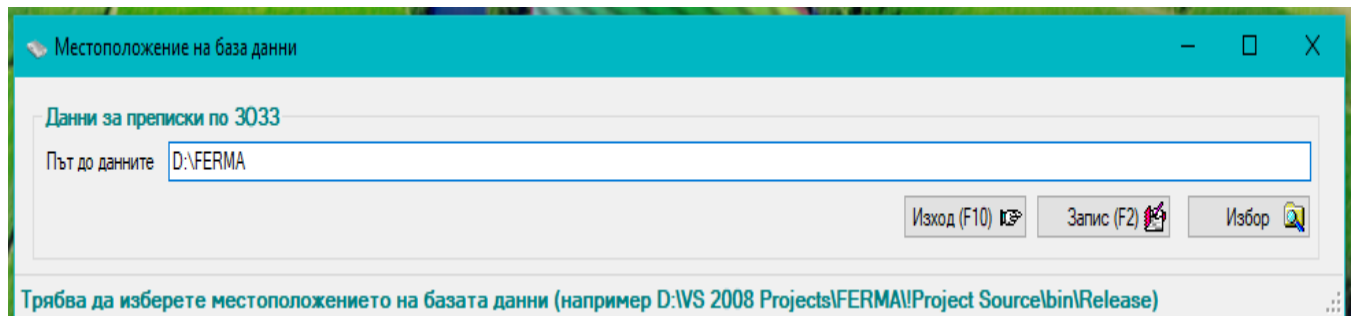 Местоположение на база данни
Данни за преписки по ЗОЗЗ
Път до данните D:\FERMA
Изход (F10) Запис (F2) Избор
Трябва да изберете местоположението на базата данни (например D:\VS 2008 Projects\FERMA\!Project Source\bin\Release)